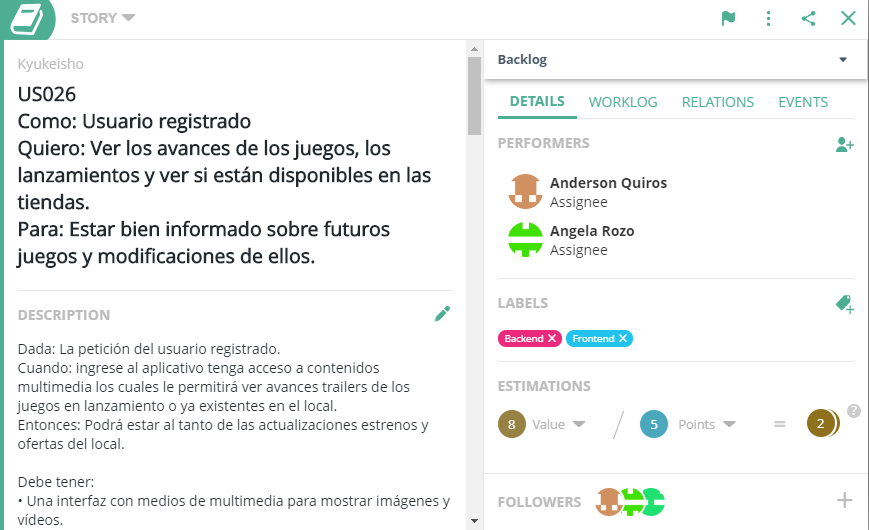 STORY
Kyukeisho
US026
Como: Usuario registrado
Quiero: Ver los avances de los juegos, los
lanzamientos y ver si están disponibles en las
tiendas.
Para: Estar bien informado sobre futuros
juegos y modificaciones de ellos.
DESCRIPTION
Dada: La petición del usuario registrado.
Cuando: ingrese al aplicativo tenga acceso a contenidos
multimedia los cuales le permitirá ver avances trailers de los
juegos en lanzamiento o ya existentes en el local.
Entonces: Podrá estar al tanto de las actualizaciones estrenos y
ofertas del local.
Debe tener:
• Una interfaz con medios de multimedia para mostrar imágenes y
vídeos.
Backlog
DETAILS WORKLOG RELATIONS EVENTS
PERFORMERS
Anderson Quiros
Assignee
Angela Rozo
Assignee
LABELS
Backend X Frontend X
ESTIMATIONS
8 Value / 5 Points = 2 ?
FOLLOWERS